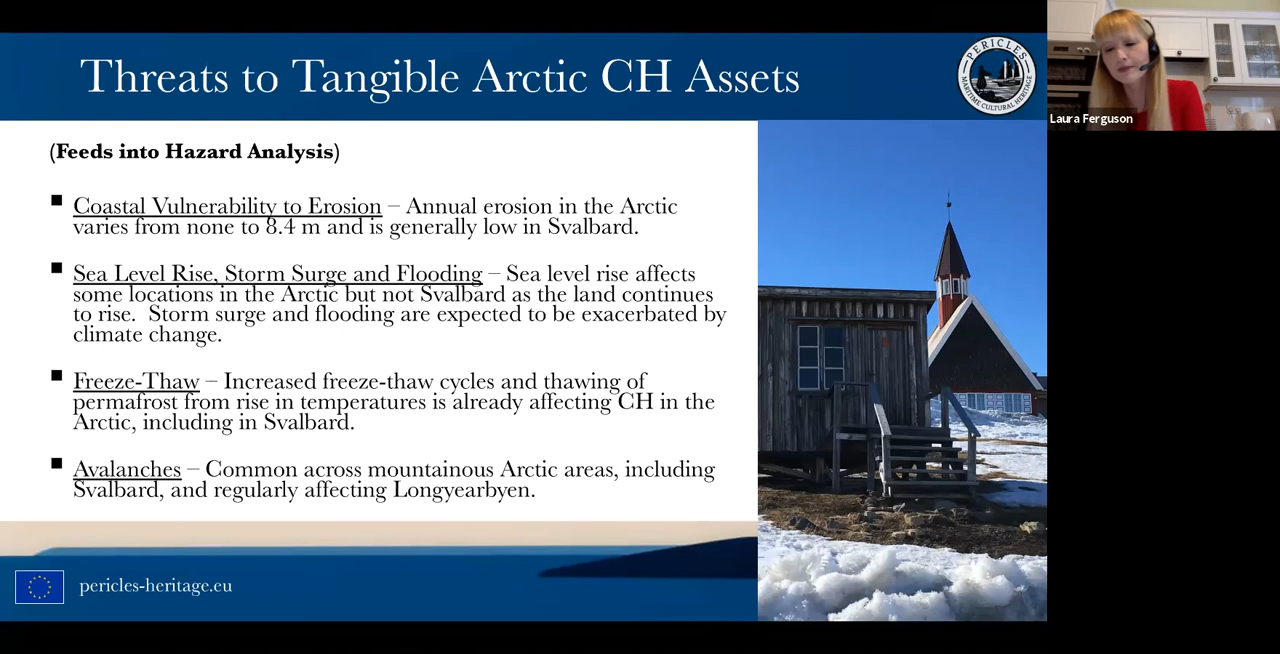 Threats to Tangible Arctic CH Assets
PERICLES
MARITIME CULTURAL HERITAGE
Laura Ferguson
(Feeds into Hazard Analysis)
▪ Coastal Vulnerability to Erosion – Annual erosion in the Arctic
varies from none to 8.4 m and is generally low in Svalbard.
▪ Sea Level Rise, Storm Surge and Flooding – Sea level rise affects
some locations in the Arctic but not Svalbard as the land continues
to rise.  Storm surge and flooding are expected to be exacerbated by
climate change.
▪ Freeze-Thaw – Increased freeze-thaw cycles and thawing of
permafrost from rise in temperatures is already affecting CH in the
Arctic, including in Svalbard.
▪ Avalanches – Common across mountainous Arctic areas, including
Svalbard, and regularly affecting Longyearbyen.
pericles-heritage.eu